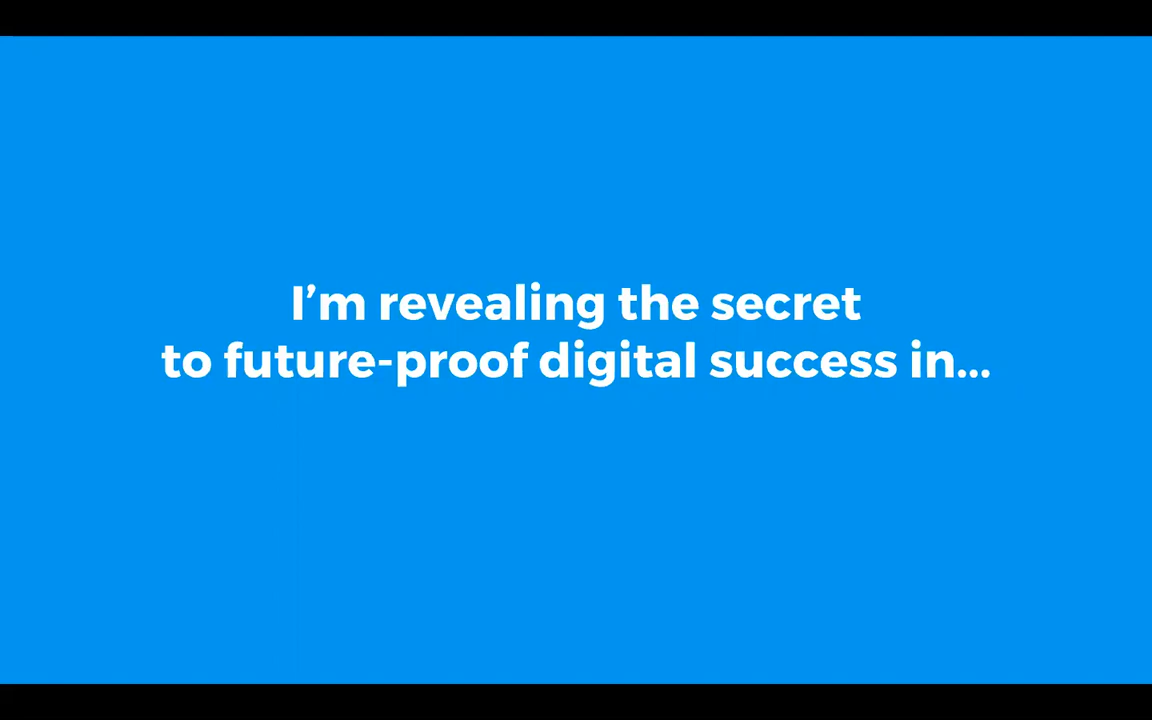 I’m revealing the secret
to future-proof digital success in...